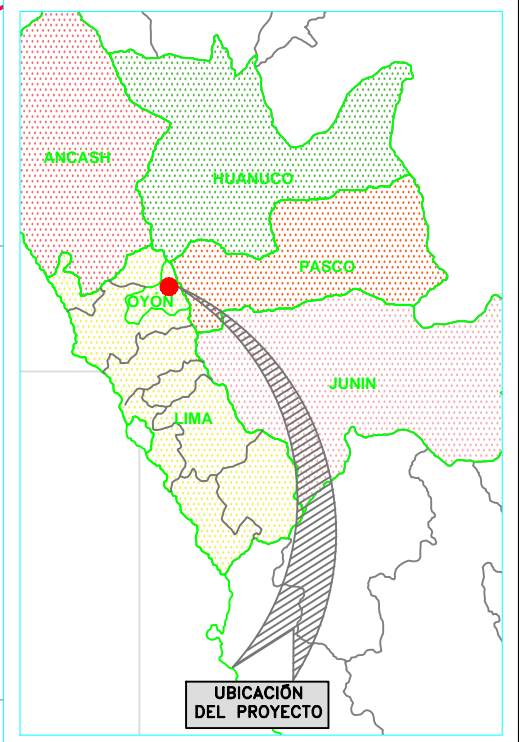 ANCASH
HUANUCO
PASCO
OYON
JUNIN
LIMA
UBICACIÓN
DEL PROYECTO